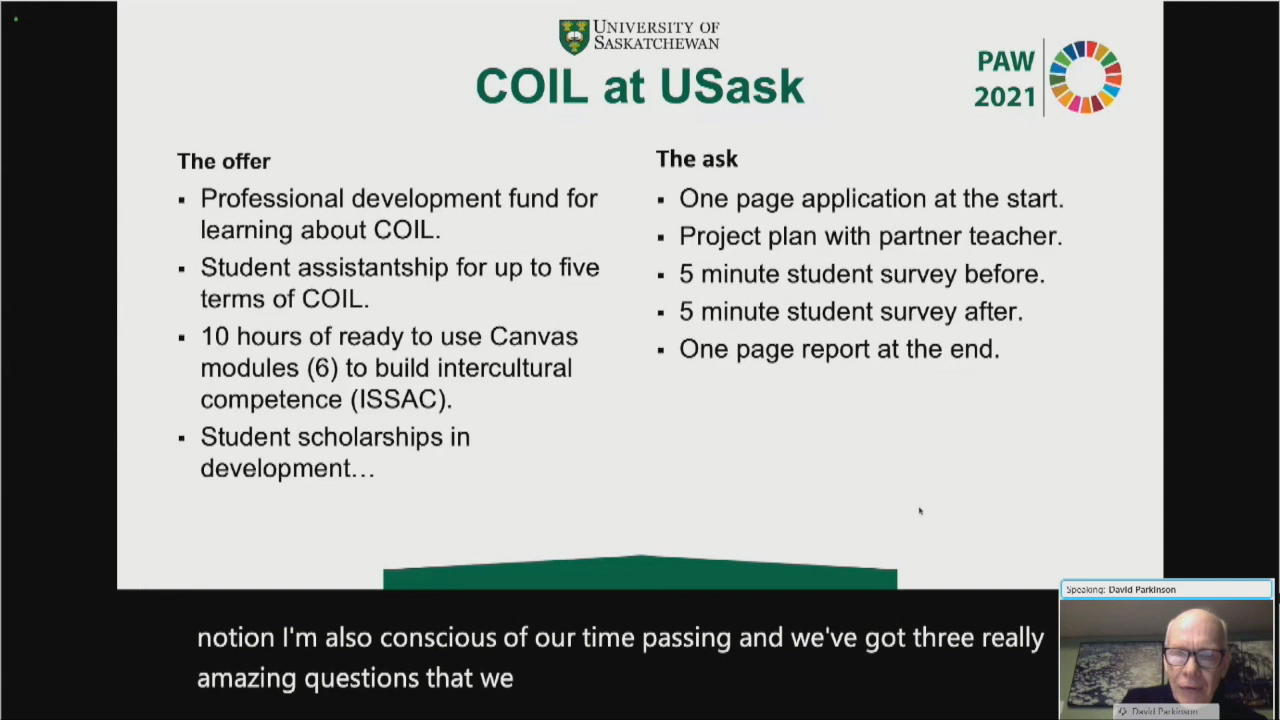 UNIVERSITY OF
SASKATCHEWAN
COIL at USask
PAW
2021
The offer
▪ Professional development fund for
learning about COIL.
▪ Student assistantship for up to five
terms of COIL.
▪ 10 hours of ready to use Canvas
modules (6) to build intercultural
competence (ISSAC).
▪ Student scholarships in
development…
The ask
▪ One page application at the start.
▪ Project plan with partner teacher.
▪ 5 minute student survey before.
▪ 5 minute student survey after.
▪ One page report at the end.
Speaking: David Parkinson
David Parkinson
notion I'm also conscious of our time passing and we've got three really
amazing questions that we